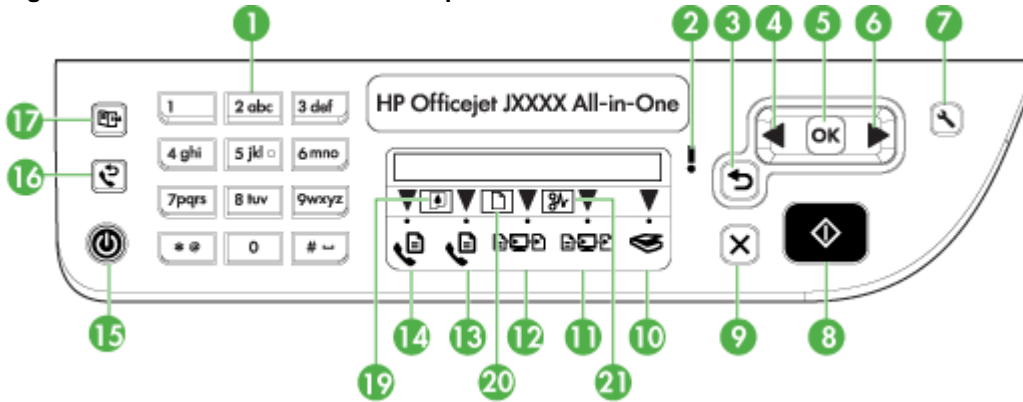 1 2 3 4 5 6 7
1 2 abc 3 def
HP Officejet JXXXX All-in-One
17
OK
4 ghi 5 jkl 6 mno
16
7pqrs 8 tuv 9wxyz
* @ 0 # ⌴
15 14 13 12 11 10 9 8
19 20 21